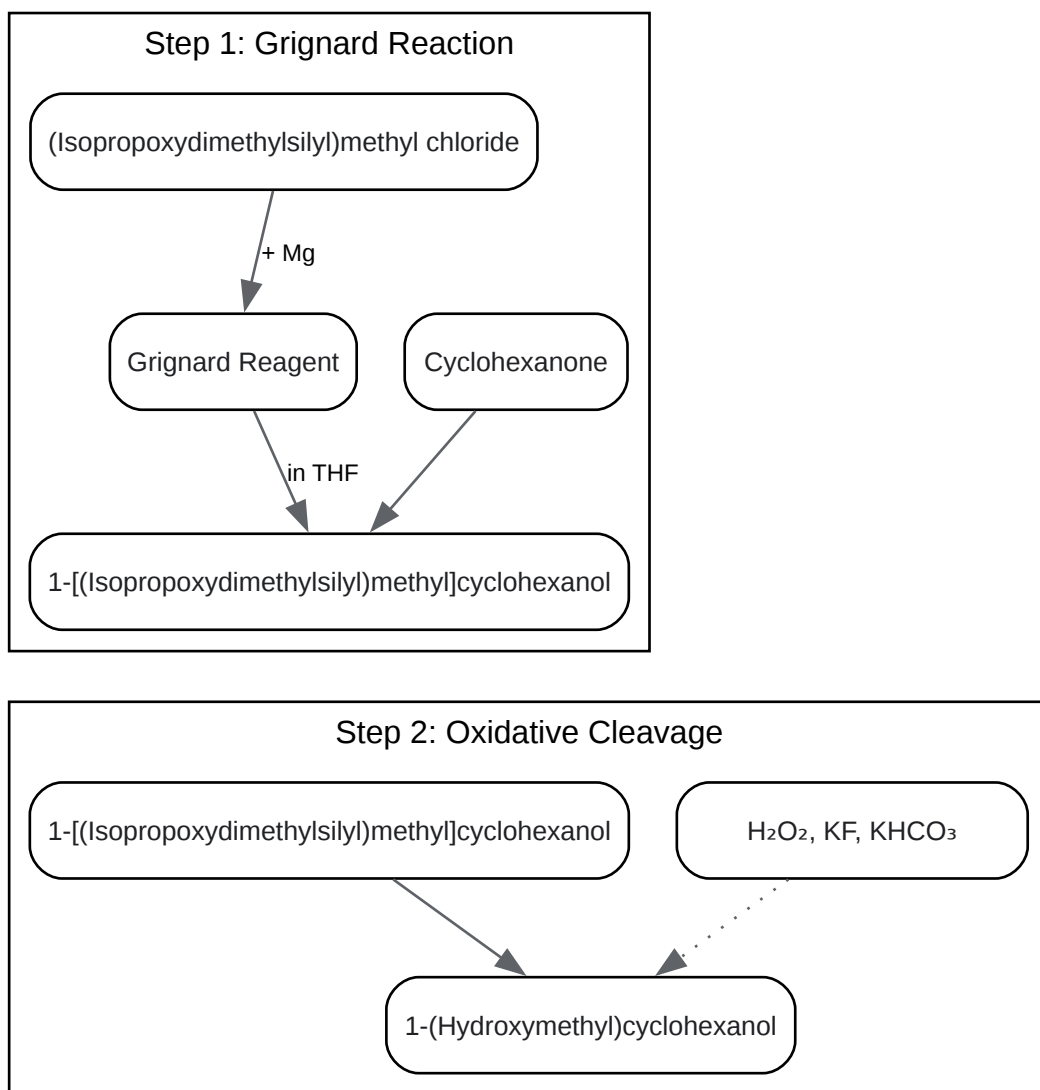 Step 1: Grignard Reaction
(Isopropoxydimethylsilyl)methyl chloride
+ Mg
Grignard Reagent
Cyclohexanone
in THF
1-[(Isopropoxydimethylsilyl)methyl]cyclohexanol
Step 2: Oxidative Cleavage
1-[(Isopropoxydimethylsilyl)methyl]cyclohexanol
H₂O₂, KF, KHCO₃
1-(Hydroxymethyl)cyclohexanol